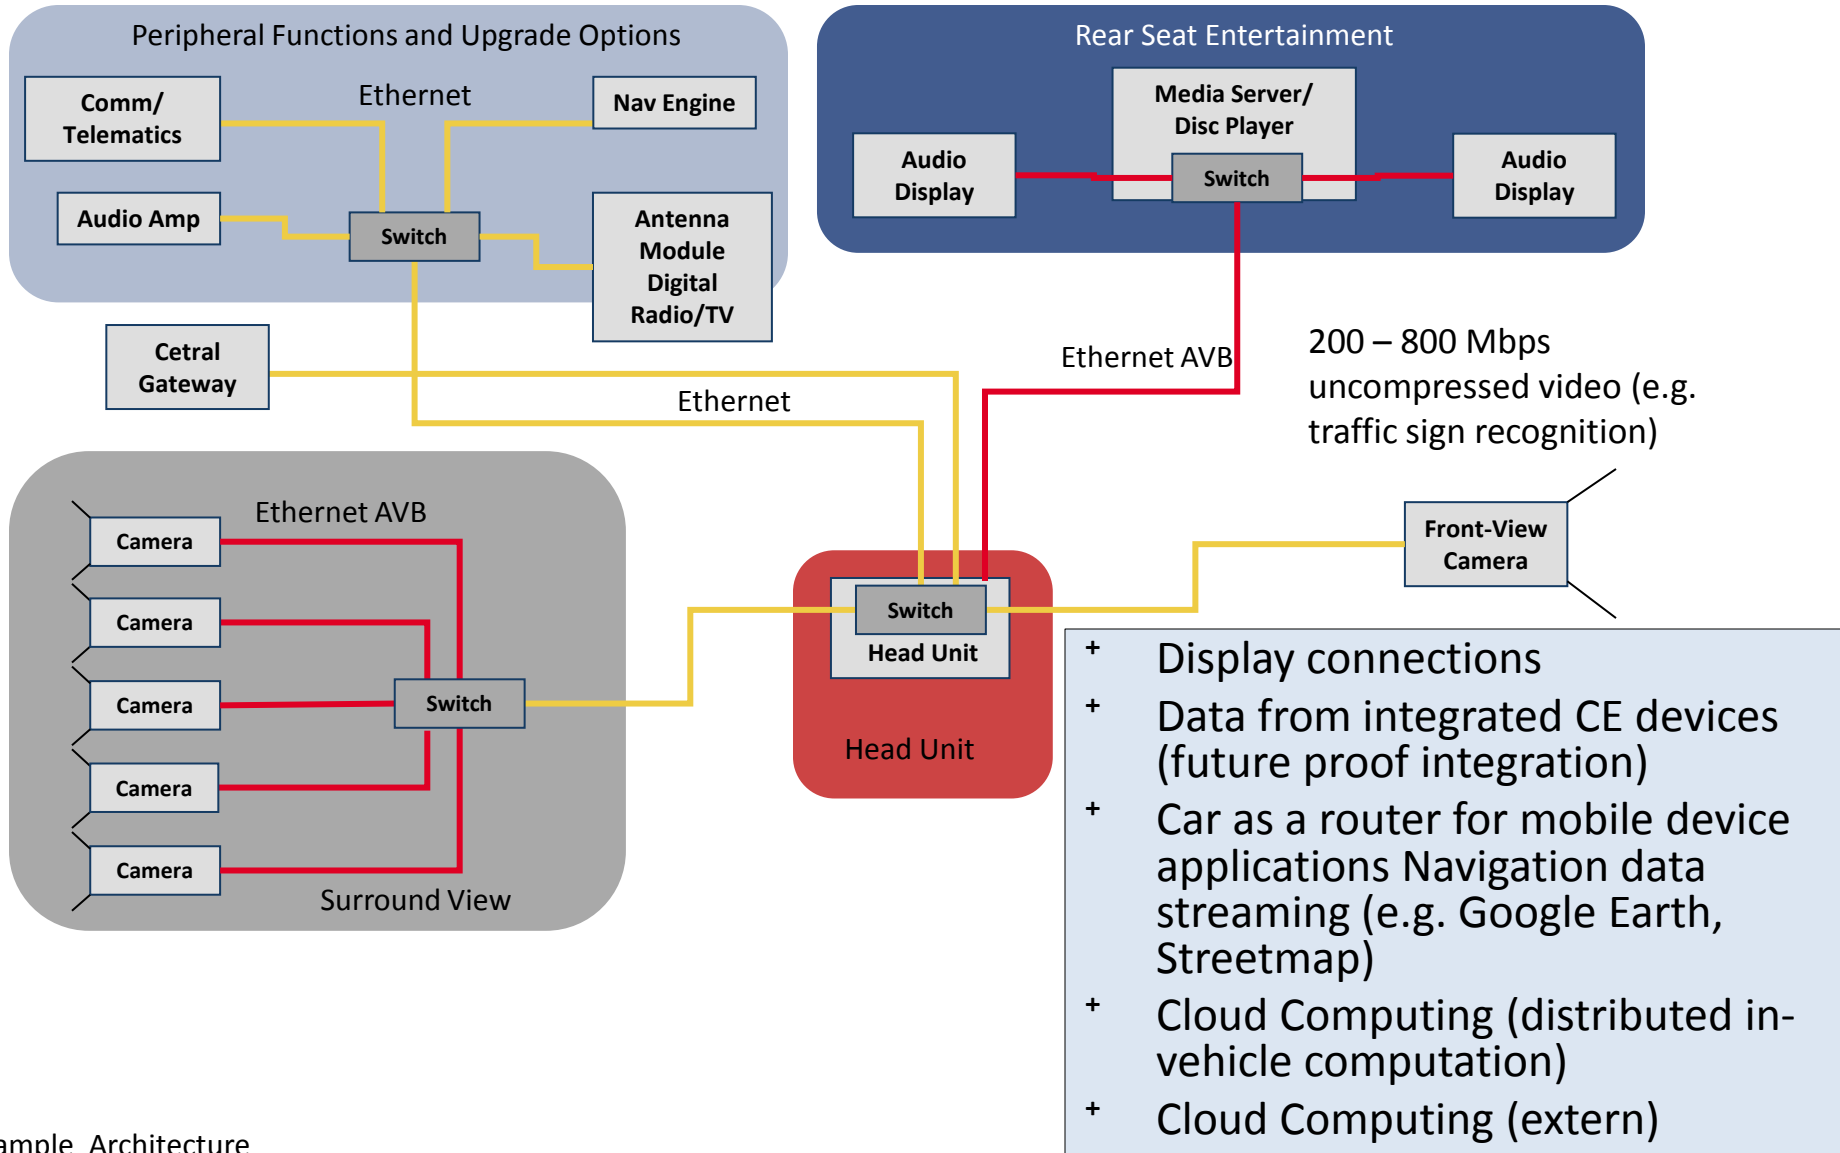 Peripheral Functions and Upgrade Options
Comm/
Telematics
Ethernet
Nav Engine
Audio Amp
Switch
Antenna
Module
Digital
Radio/TV
Rear Seat Entertainment
Media Server/
Disc Player
Audio
Display
Switch
Audio
Display
Cetral
Gateway
Ethernet
Ethernet AVB
200 – 800 Mbps
uncompressed video (e.g.
traffic sign recognition)
Ethernet AVB
Camera
Camera
Camera
Camera
Camera
Switch
Surround View
Switch
Head Unit
Head Unit
Front-View
Camera
+ Display connections
+ Data from integrated CE devices
(future proof integration)
+ Car as a router for mobile device
applications Navigation data
streaming (e.g. Google Earth,
Streetmap)
+ Cloud Computing (distributed in-
vehicle computation)
+ Cloud Computing (extern)
ample Architecture